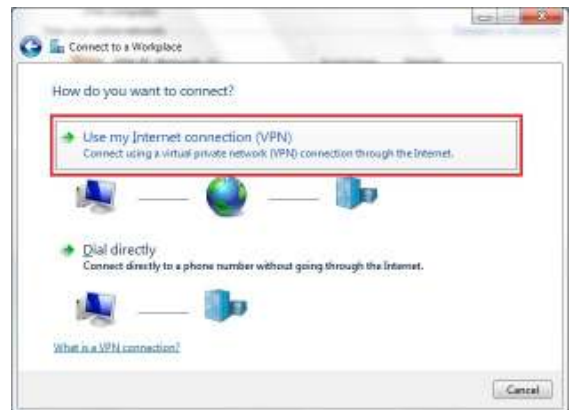 Connect to a Workplace
How do you want to connect?
Use my Internet connection (VPN)
Connect using a virtual private network (VPN) connection through the Internet.
Dial directly
Connect directly to a phone number without going through the Internet.
What is a VPN connection?
Cancel